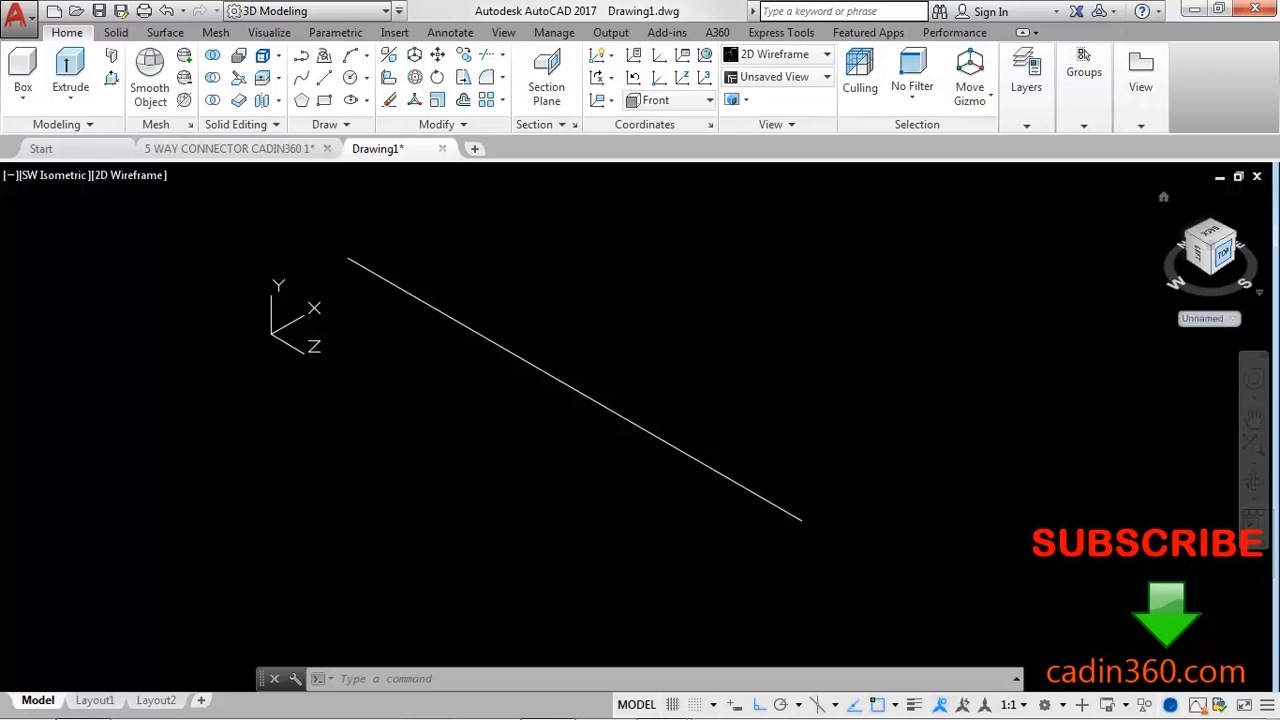 3D Modeling
Autodesk AutoCAD 2017 Drawing1.dwg
Type a keyword or phrase
Sign In
Home Solid Surface Mesh Visualize Parametric Insert Annotate View Manage Output Add-ins A360 Express Tools Featured Apps Performance
Box
Extrude
Smooth Object
Section Plane
Front
2D Wireframe
Unsaved View
Culling
No Filter
Move Gizmo
Layers
Groups
View
Modeling Mesh Solid Editing Draw Modify Section Coordinates View Selection
Start 5 WAY CONNECTOR CADIN360 1* Drawing1*
[−][SW Isometric][2D Wireframe]
Y
X
Z
BACK
LEFT
TOP
N
E
W
S
Unnamed
SUBSCRIBE
cadin360.com
Type a command
Model Layout1 Layout2
MODEL
1:1